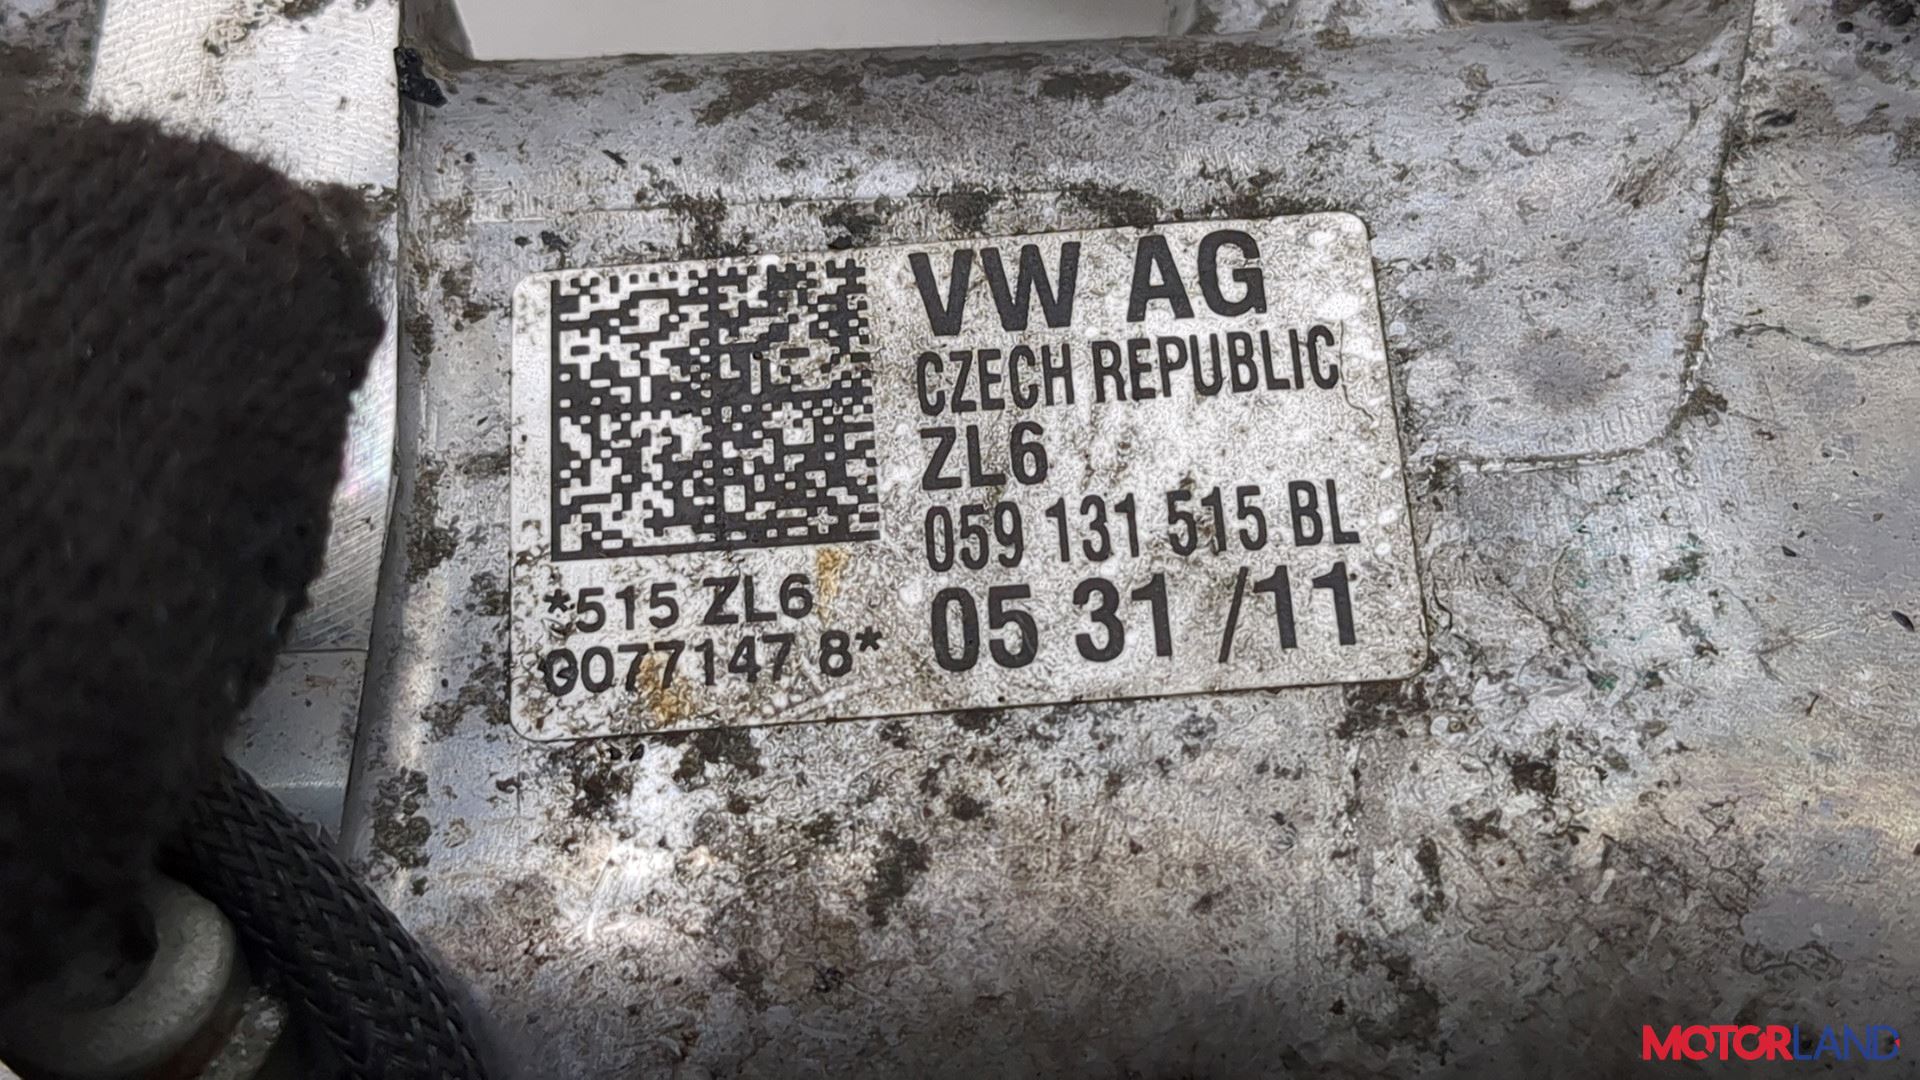 VW AG
CZECH REPUBLIC
ZL6
059 131 515 BL
05 31 /11
*515 ZL6
0077147 8*
MOTORLAND